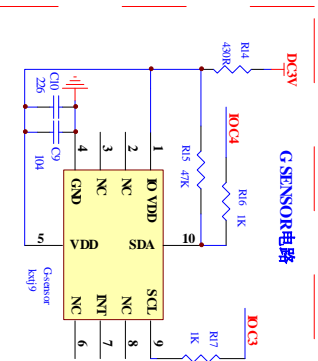 G SENSOR电路
DC3V
R14
430R
IOC4
R16
1K
R15
47K
C10
226
C9
104
4
3
2
1
GND
NC
NC
IO VDD
5
VDD
SDA
10
G-sensor
kxtj9
NC
INT
NC
SCL
6
7
8
9
IOC3
R17
1K